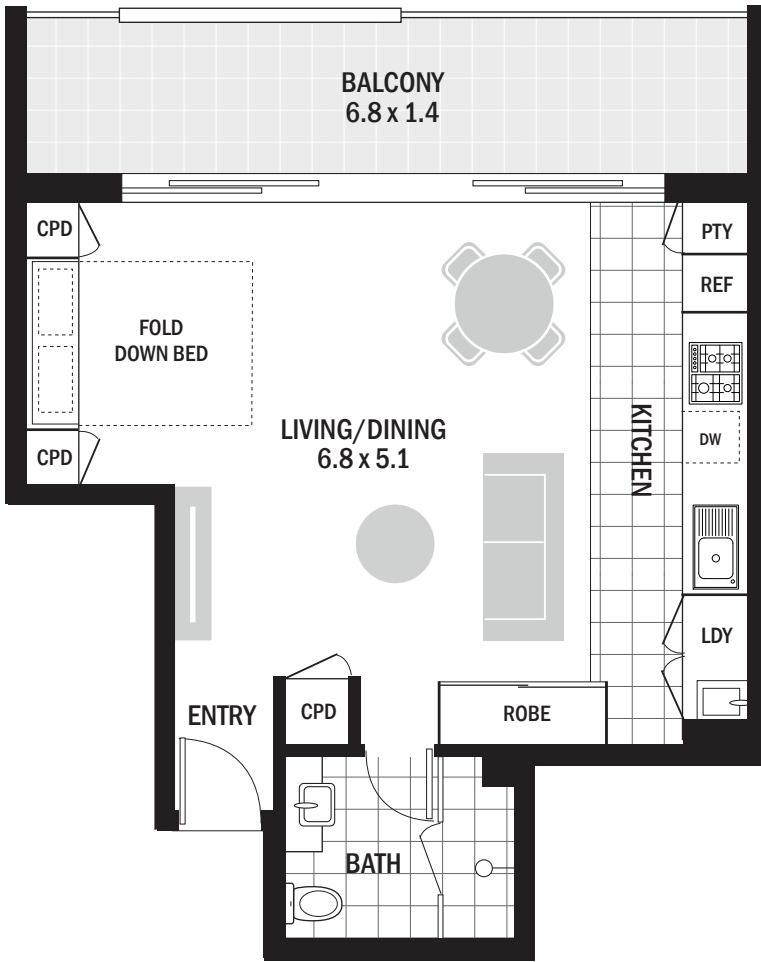 BALCONY
6.8 x 1.4
CPD
PTY
REF
FOLD
DOWN BED
LIVING/DINING
6.8 x 5.1
KITCHEN
DW
CPD
LDY
ENTRY
CPD
ROBE
BATH